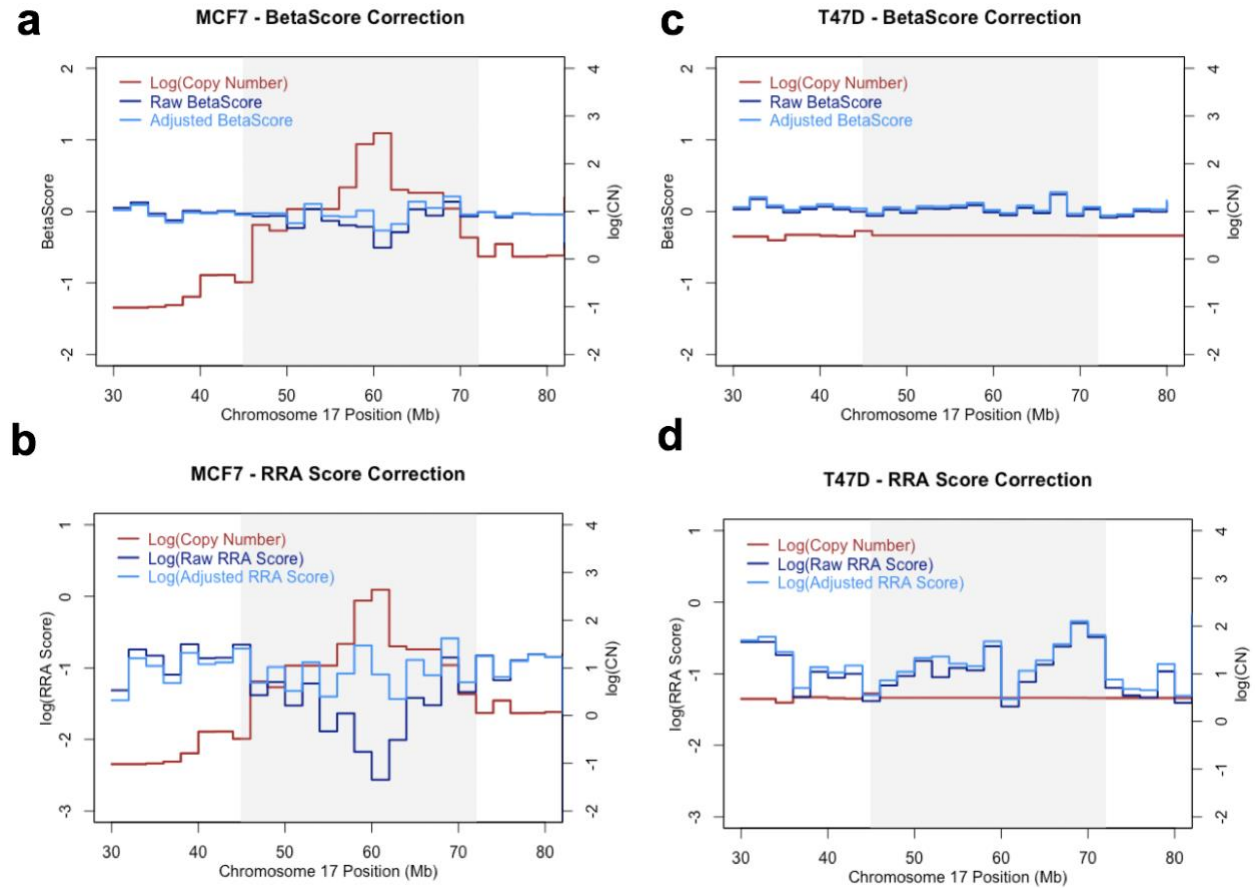 a
MCF7 - BetaScore Correction
Log(Copy Number)
Raw BetaScore
Adjusted BetaScore
BetaScore
2
1
0
-1
-2
log(CN)
4
3
2
1
0
-1
-2
30 40 50 60 70 80
Chromosome 17 Position (Mb)
c
T47D - BetaScore Correction
Log(Copy Number)
Raw BetaScore
Adjusted BetaScore
BetaScore
2
1
0
-1
-2
log(CN)
4
3
2
1
0
-1
-2
30 40 50 60 70 80
Chromosome 17 Position (Mb)
b
MCF7 - RRA Score Correction
Log(Copy Number)
Log(Raw RRA Score)
Log(Adjusted RRA Score)
log(RRA Score)
1
0
-1
-2
-3
log(CN)
4
3
2
1
0
-1
-2
30 40 50 60 70 80
Chromosome 17 Position (Mb)
d
T47D - RRA Score Correction
Log(Copy Number)
Log(Raw RRA Score)
Log(Adjusted RRA Score)
log(RRA Score)
1
0
-1
-2
-3
log(CN)
4
3
2
1
0
-1
-2
30 40 50 60 70 80
Chromosome 17 Position (Mb)